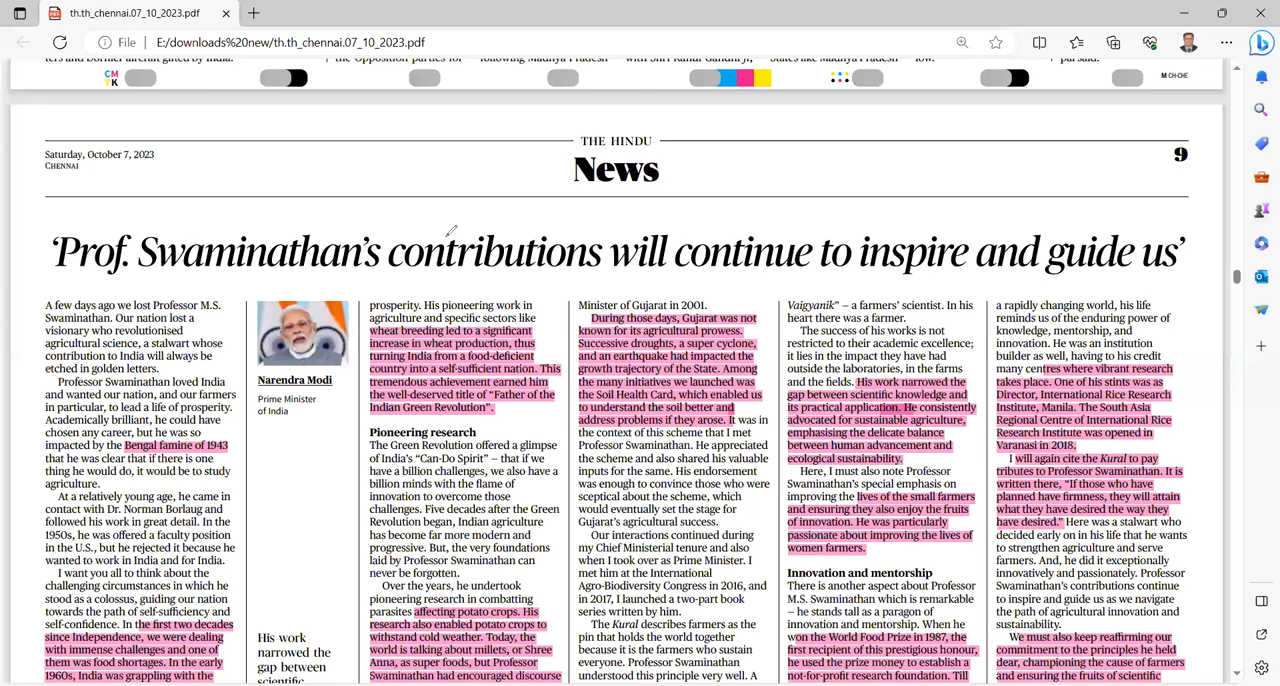 th.th_chennai.07_10_2023.pdf
File
E:/downloads%20new/th.th_chennai.07_10_2023.pdf
CM
YK
M CH-CHE
Saturday, October 7, 2023
CHENNAI
THE HINDU
News
9
‘Prof. Swaminathan’s contributions will continue to inspire and guide us’
A few days ago we lost Professor M.S.
Swaminathan. Our nation lost a
visionary who revolutionised
agricultural science, a stalwart whose
contribution to India will always be
etched in golden letters.
Professor Swaminathan loved India
and wanted our nation, and our farmers
in particular, to lead a life of prosperity.
Academically brilliant, he could have
chosen any career, but he was so
impacted by the Bengal famine of 1943
that he was clear that if there is one
thing he would do, it would be to study
agriculture.
At a relatively young age, he came in
contact with Dr. Norman Borlaug and
followed his work in great detail. In the
1950s, he was offered a faculty position
in the U.S., but he rejected it because he
wanted to work in India and for India.
I want you all to think about the
challenging circumstances in which he
stood as a colossus, guiding our nation
towards the path of self-sufficiency and
self-confidence. In the first two decades
since Independence, we were dealing
with immense challenges and one of
them was food shortages. In the early
1960s, India was grappling with the
Narendra Modi
Prime Minister
of India
His work
narrowed the
gap between
scientific
prosperity. His pioneering work in
agriculture and specific sectors like
wheat breeding led to a significant
increase in wheat production, thus
turning India from a food-deficient
country into a self-sufficient nation. This
tremendous achievement earned him
the well-deserved title of “Father of the
Indian Green Revolution”.
Pioneering research
The Green Revolution offered a glimpse
of India’s “Can-Do Spirit” – that if we
have a billion challenges, we also have a
billion minds with the flame of
innovation to overcome those
challenges. Five decades after the Green
Revolution began, Indian agriculture
has become far more modern and
progressive. But, the very foundations
laid by Professor Swaminathan can
never be forgotten.
Over the years, he undertook
pioneering research in combatting
parasites affecting potato crops. His
research also enabled potato crops to
withstand cold weather. Today, the
world is talking about millets, or Shree
Anna, as super foods, but Professor
Swaminathan had encouraged discourse
Minister of Gujarat in 2001.
During those days, Gujarat was not
known for its agricultural prowess.
Successive droughts, a super cyclone,
and an earthquake had impacted the
growth trajectory of the State. Among
the many initiatives we launched was
the Soil Health Card, which enabled us
to understand the soil better and
address problems if they arose. It was in
the context of this scheme that I met
Professor Swaminathan. He appreciated
the scheme and also shared his valuable
inputs for the same. His endorsement
was enough to convince those who were
sceptical about the scheme, which
would eventually set the stage for
Gujarat’s agricultural success.
Our interactions continued during
my Chief Ministerial tenure and also
when I took over as Prime Minister. I
met him at the International
Agro-Biodiversity Congress in 2016, and
in 2017, I launched a two-part book
series written by him.
The Kural describes farmers as the
pin that holds the world together
because it is the farmers who sustain
everyone. Professor Swaminathan
understood this principle very well. A
Vaigyanik” – a farmers’ scientist. In his
heart there was a farmer.
The success of his works is not
restricted to their academic excellence;
it lies in the impact they have had
outside the laboratories, in the farms
and the fields. His work narrowed the
gap between scientific knowledge and
its practical application. He consistently
advocated for sustainable agriculture,
emphasising the delicate balance
between human advancement and
ecological sustainability.
Here, I must also note Professor
Swaminathan’s special emphasis on
improving the lives of the small farmers
and ensuring they also enjoy the fruits
of innovation. He was particularly
passionate about improving the lives of
women farmers.
Innovation and mentorship
There is another aspect about Professor
M.S. Swaminathan which is remarkable
– he stands tall as a paragon of
innovation and mentorship. When he
won the World Food Prize in 1987, the
first recipient of this prestigious honour,
he used the prize money to establish a
not-for-profit research foundation. Till
a rapidly changing world, his life
reminds us of the enduring power of
knowledge, mentorship, and
innovation. He was an institution
builder as well, having to his credit
many centres where vibrant research
takes place. One of his stints was as
Director, International Rice Research
Institute, Manila. The South Asia
Regional Centre of International Rice
Research Institute was opened in
Varanasi in 2018.
I will again cite the Kural to pay
tributes to Professor Swaminathan. It is
written there, “If those who have
planned have firmness, they will attain
what they have desired the way they
have desired.” Here was a stalwart who
decided early on in his life that he wants
to strengthen agriculture and serve
farmers. And, he did it exceptionally
innovatively and passionately. Professor
Swaminathan’s contributions continue
to inspire and guide us as we navigate
the path of agricultural innovation and
sustainability.
We must also keep reaffirming our
commitment to the principles he held
dear, championing the cause of farmers
and ensuring the fruits of scientific